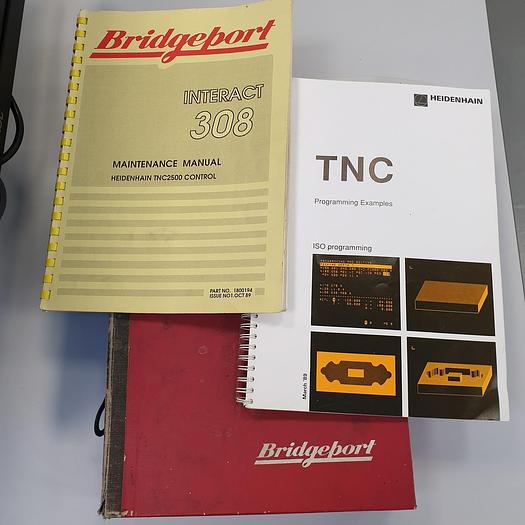 Bridgeport
INTERACT
308
MAINTENANCE MANUAL
HEIDENHAIN TNC2500 CONTROL
PART NO. 1800194
ISSUE NO1. OCT 89
HEIDENHAIN
TNC
Programming Examples
ISO programming
March '89
Bridgeport